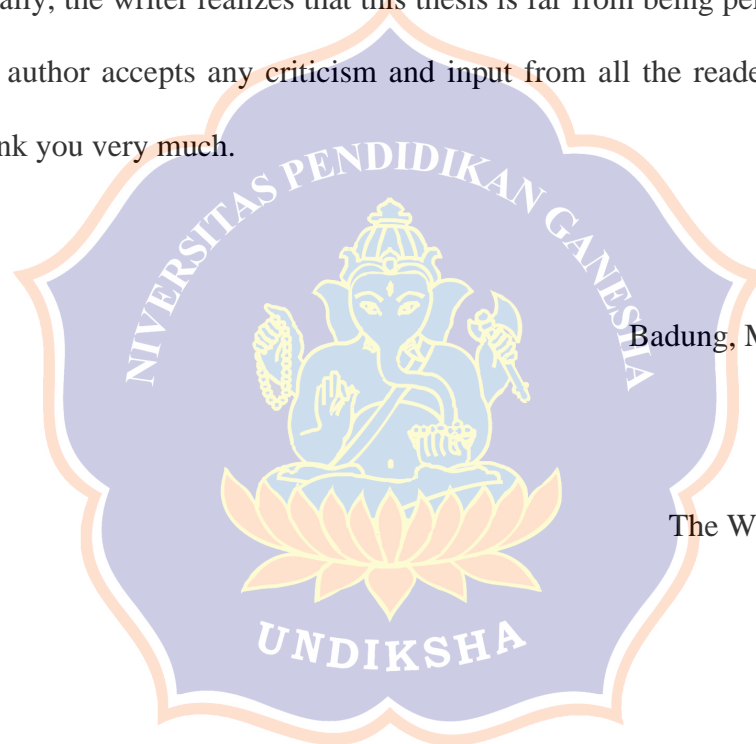 ally, the writer realizes that this thesis is far from being per
author accepts any criticism and input from all the reade
nk you very much.
NIVERSITAS PENDIDIKAN GANESHA
Badung, M
The W
UNDIKSHA